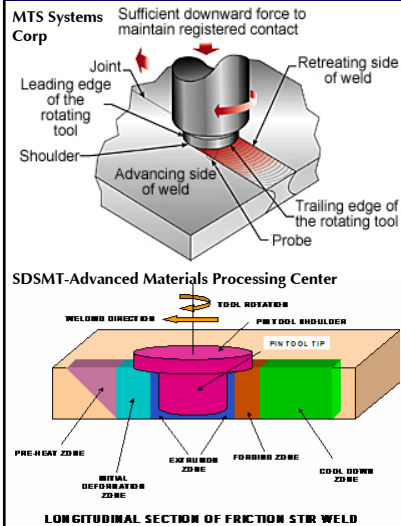 MTS Systems
Corp
Sufficient downward force to
maintain registered contact
Joint
Retreating side
of weld
Leading edge
of the
rotating
tool
Shoulder
Advancing side
of weld
Trailing edge of
the rotating tool
Probe
SDSMT-Advanced Materials Processing Center
TOOL ROTATION
WELDING DIRECTION
PIN TOOL SHOULDER
PIN TOOL TIP
PRE-HEAT ZONE
INITIAL
DEFORMATION
ZONE
EXTRUSION
ZONE
FORGING ZONE
COOL DOWN
ZONE
LONGITUDINAL SECTION OF FRICTION STIR WELD